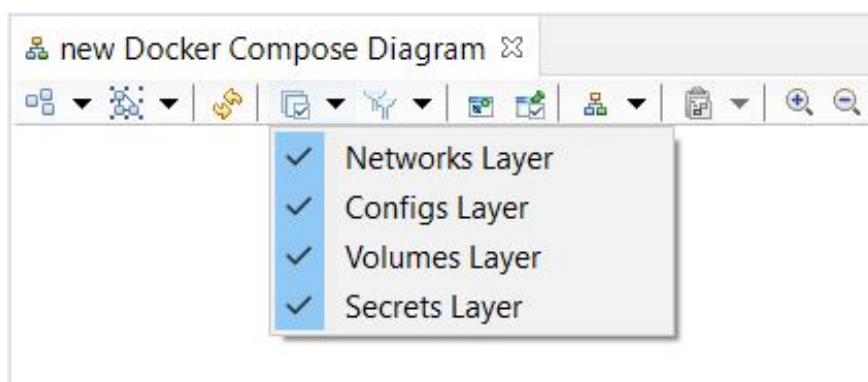 new Docker Compose Diagram
Networks Layer
Configs Layer
Volumes Layer
Secrets Layer